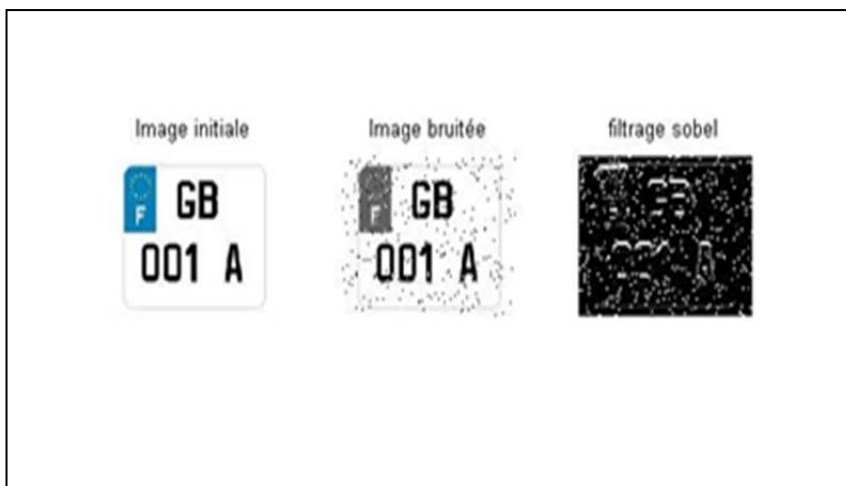 Image initiale
Image bruitée
filtrage sobel
F
GB
001 A
F
GB
001 A